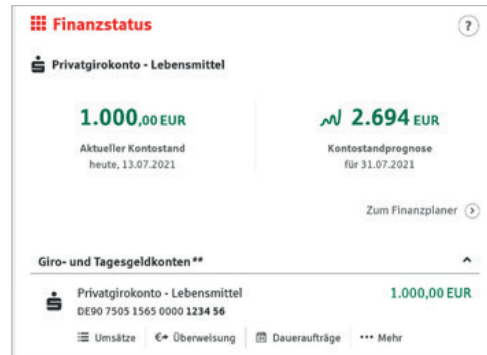 Finanzstatus
?
Privatgirokonto - Lebensmittel
1.000,00 EUR
2.694 EUR
Aktueller Kontostand
heute, 13.07.2021
Kontostandprognose
für 31.07.2021
Zum Finanzplaner
Giro- und Tagesgeldkonten**
Privatgirokonto - Lebensmittel
1.000,00 EUR
DE90 7505 1565 0000 1234 56
Umsätze
€ Überweisung
Daueraufträge
Mehr